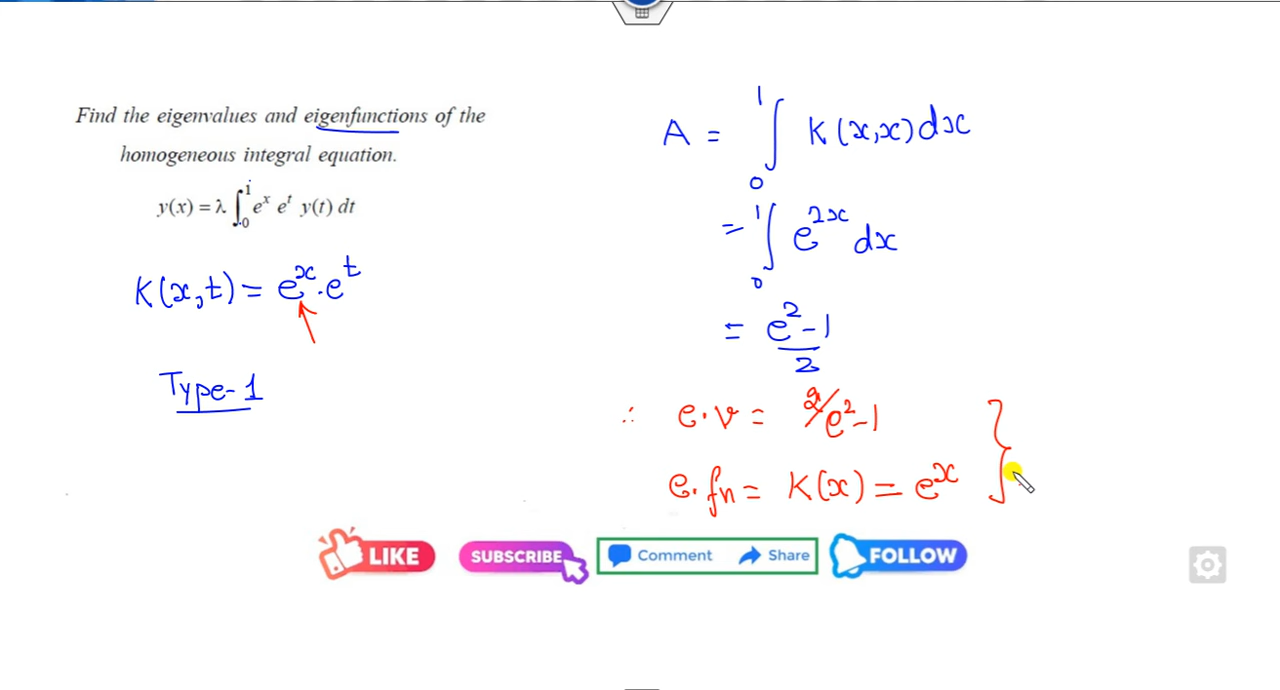 Find the eigenvalues and eigenfunctions of the
homogeneous integral equation.
y(x) = λ ∫₀¹ eˣ eᵗ y(t) dt
K(x,t) = eˣ.eᵗ
Type-1
A = ∫₀¹ K(x,x)dx
= ∫₀¹ e²ˣ dx
= e²-1/2
∴ e.v = 2/e²-1
e.fn = K(x) = eˣ
LIKE SUBSCRIBE Comment Share FOLLOW